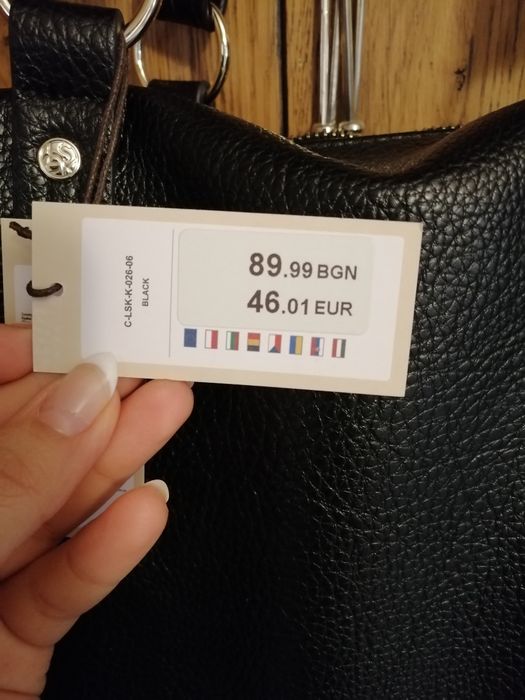 C-LSK-K-026-06
BLACK
89.99 BGN
46.01 EUR